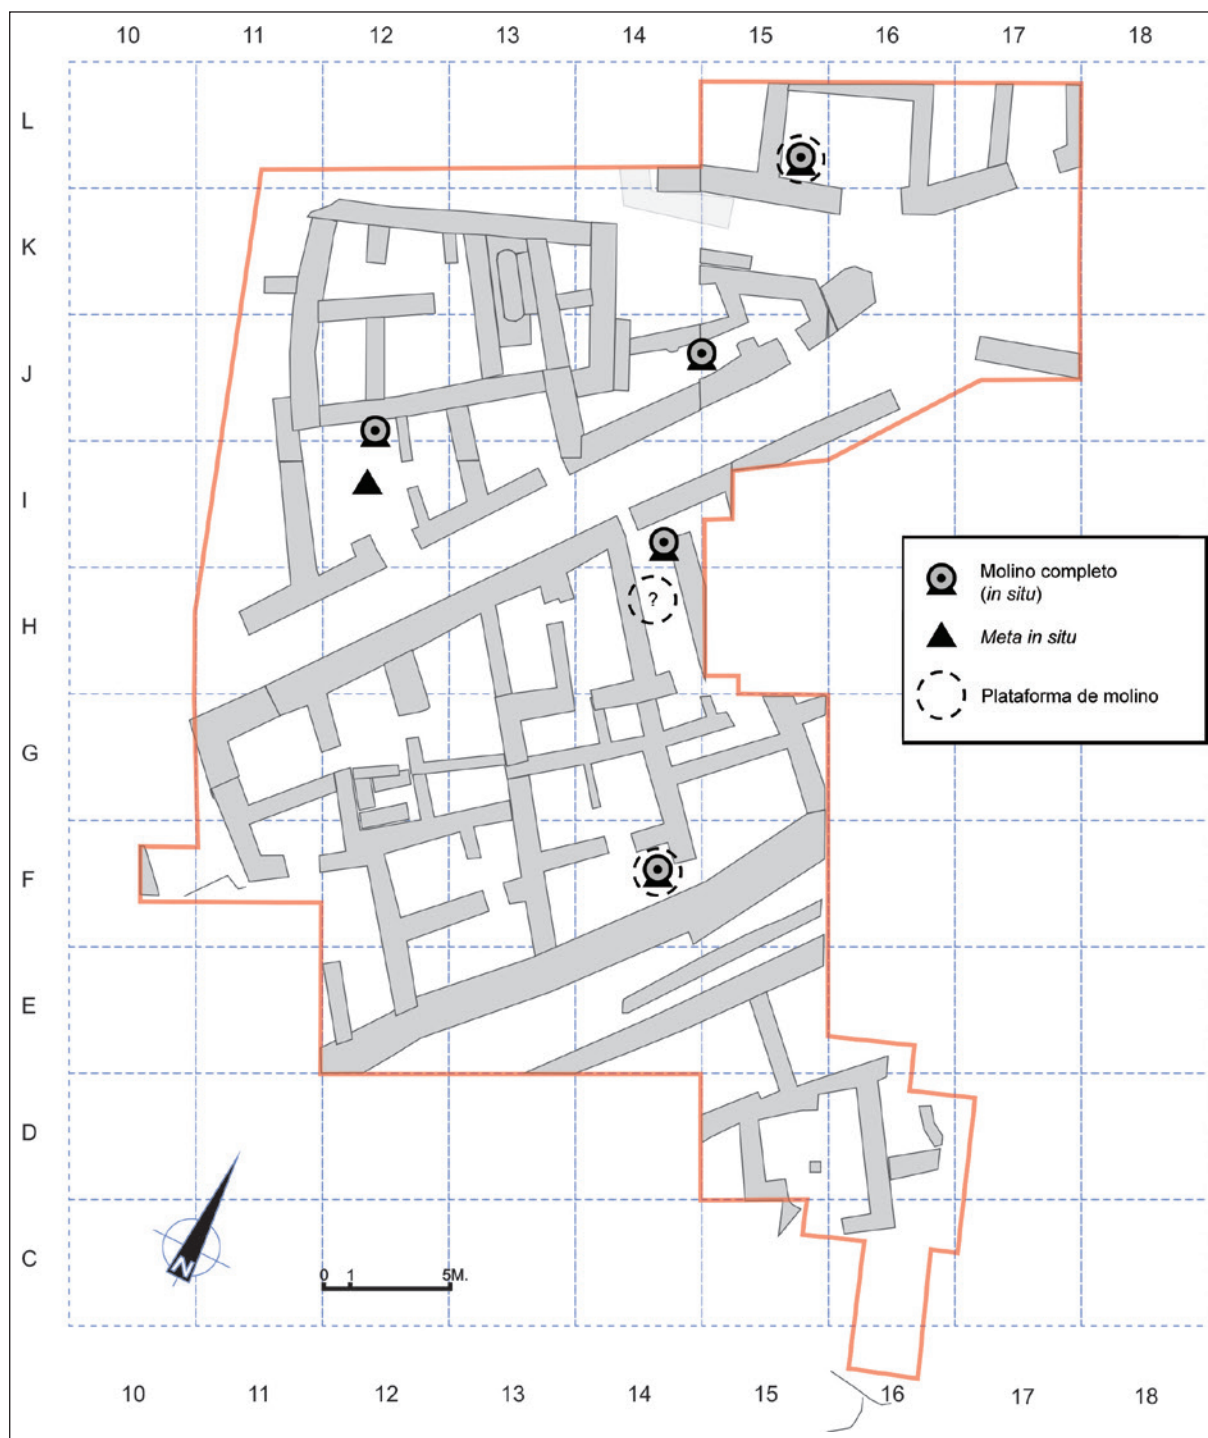 10 11 12 13 14 15 16 17 18
L
K
J
I
H
?
G
F
E
D
C
Molino completo
(in situ)
Meta in situ
Plataforma de molino
N
0 1 5M.
10 11 12 13 14 15 16 17 18